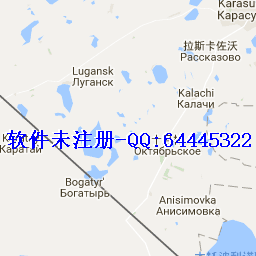 Karasu
Карасу
拉斯卡佐沃
Рассказово
Lugansk
Луганск
Kalachi
Калачи
软件未注册-QQ:64445322
Каратай
Октябрьское
Bogatyr'
Богатырь
Anisimovka
Анисимовка